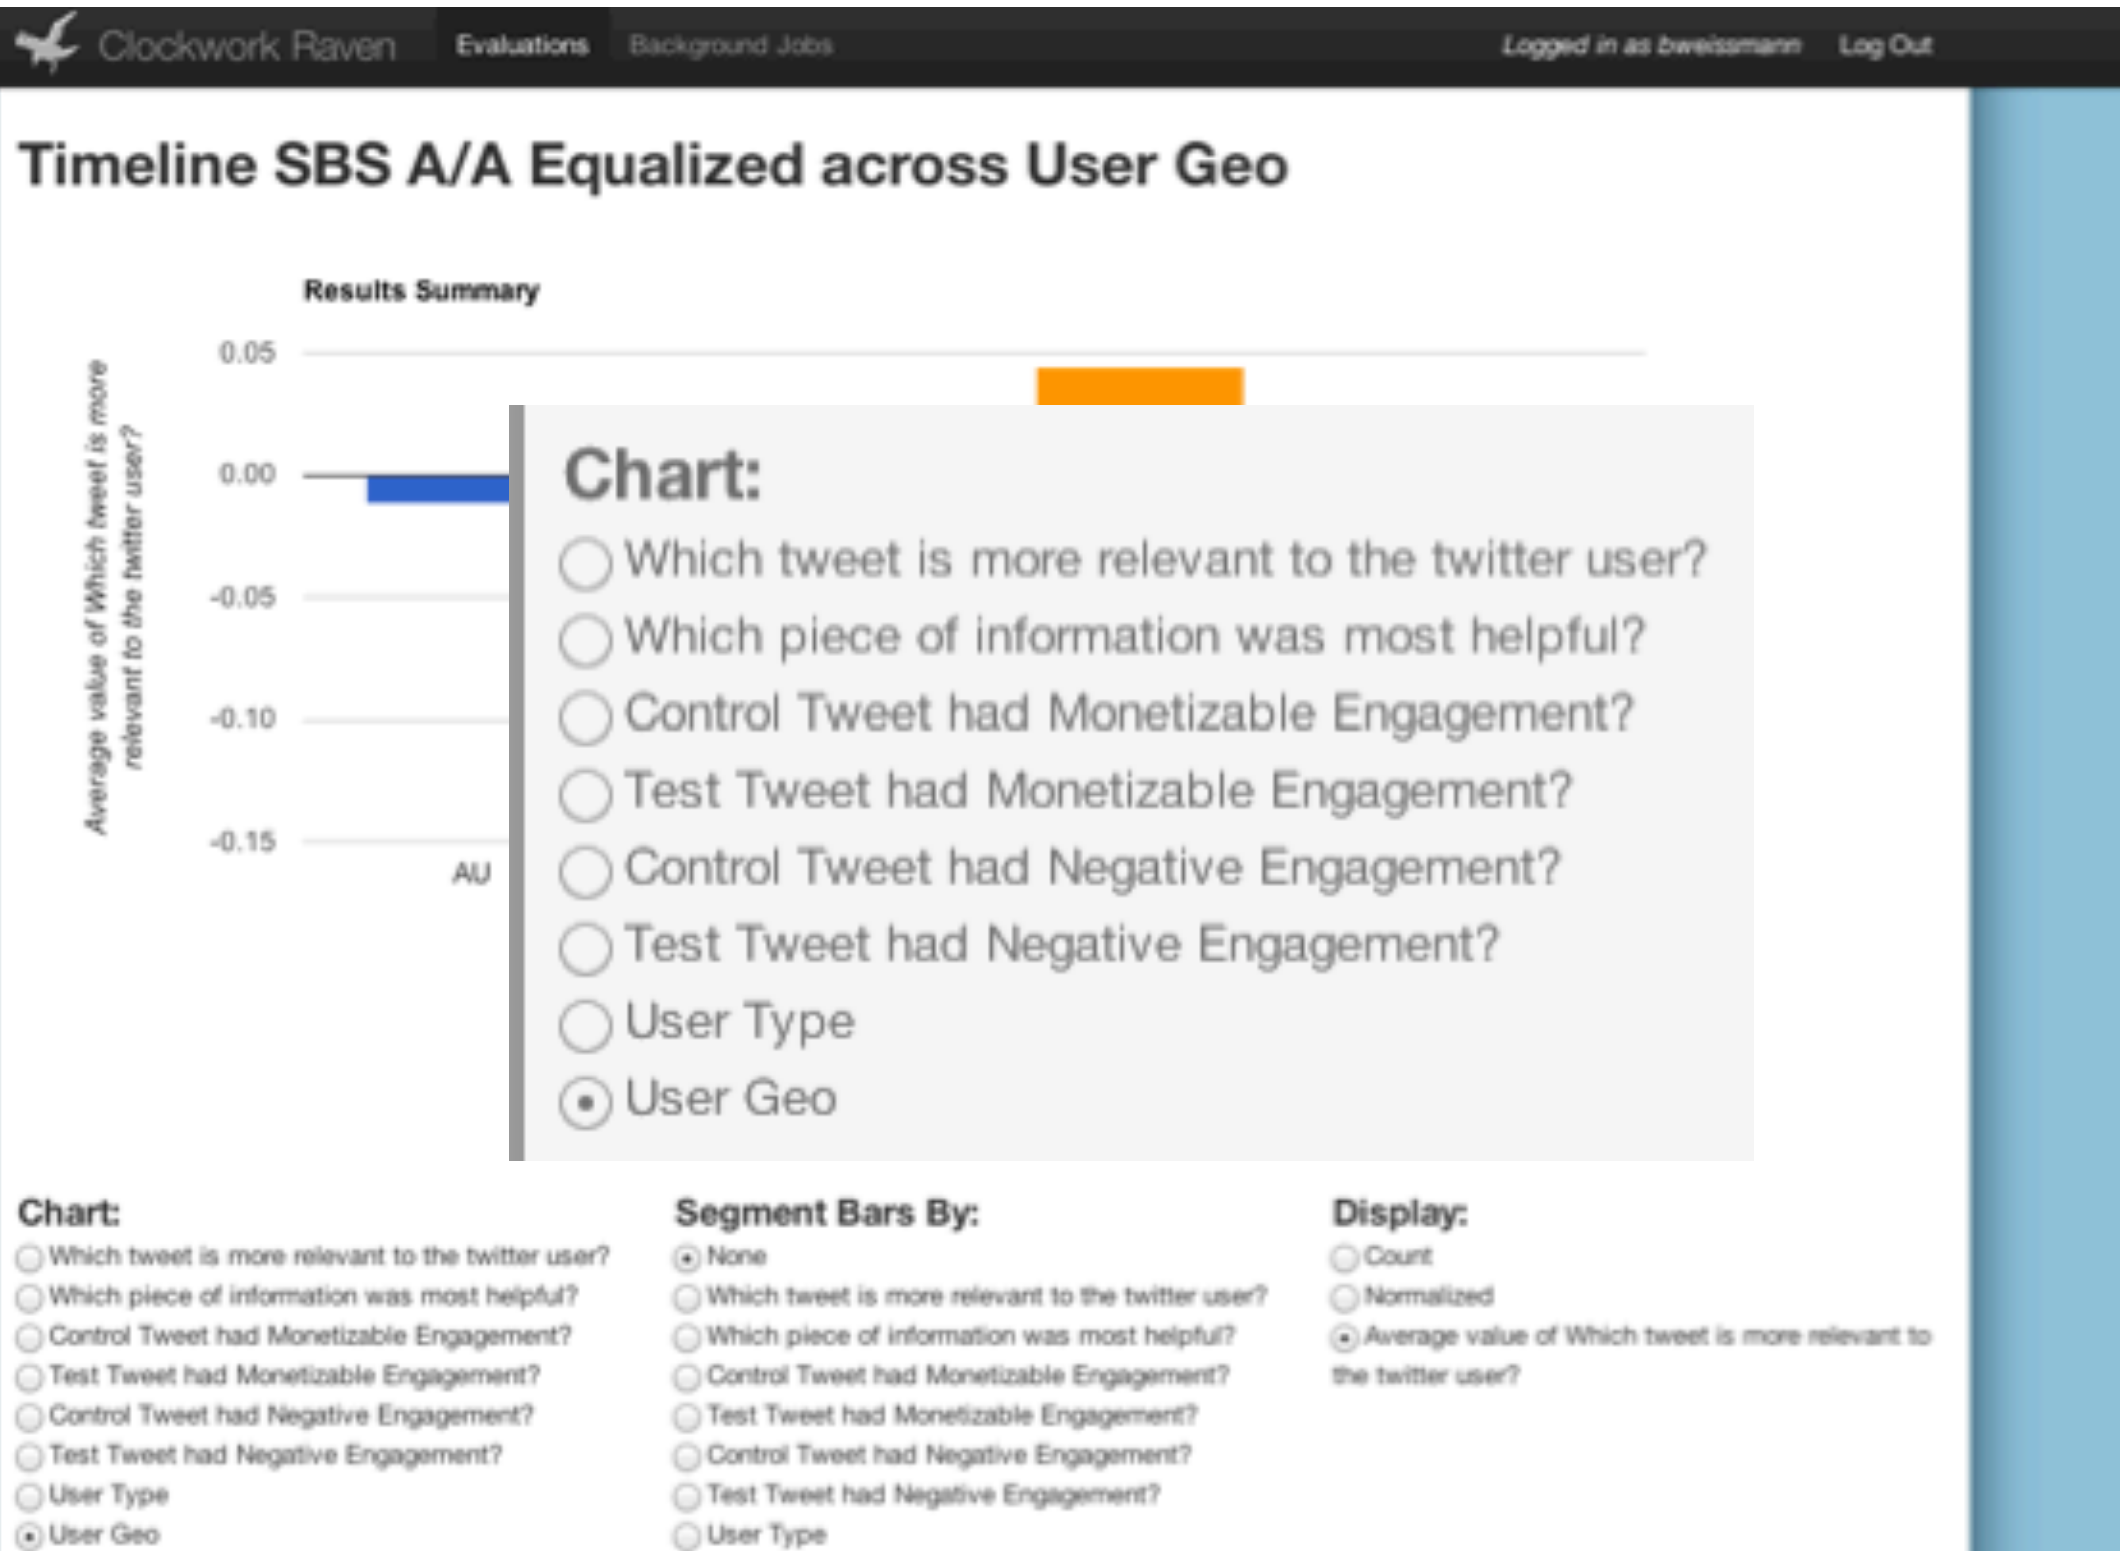 Clockwork Raven Evaluations Background Jobs Logged in as bweissmann Log Out
Timeline SBS A/A Equalized across User Geo
Results Summary
Average value of Which tweet is more
relevant to the twitter user?
0.05
0.00
-0.05
-0.10
-0.15
AU
Chart:
Which tweet is more relevant to the twitter user?
Which piece of information was most helpful?
Control Tweet had Monetizable Engagement?
Test Tweet had Monetizable Engagement?
Control Tweet had Negative Engagement?
Test Tweet had Negative Engagement?
User Type
User Geo
Chart:
Which tweet is more relevant to the twitter user?
Which piece of information was most helpful?
Control Tweet had Monetizable Engagement?
Test Tweet had Monetizable Engagement?
Control Tweet had Negative Engagement?
Test Tweet had Negative Engagement?
User Type
User Geo
Segment Bars By:
None
Which tweet is more relevant to the twitter user?
Which piece of information was most helpful?
Control Tweet had Monetizable Engagement?
Test Tweet had Monetizable Engagement?
Control Tweet had Negative Engagement?
Test Tweet had Negative Engagement?
User Type
Display:
Count
Normalized
Average value of Which tweet is more relevant to
the twitter user?